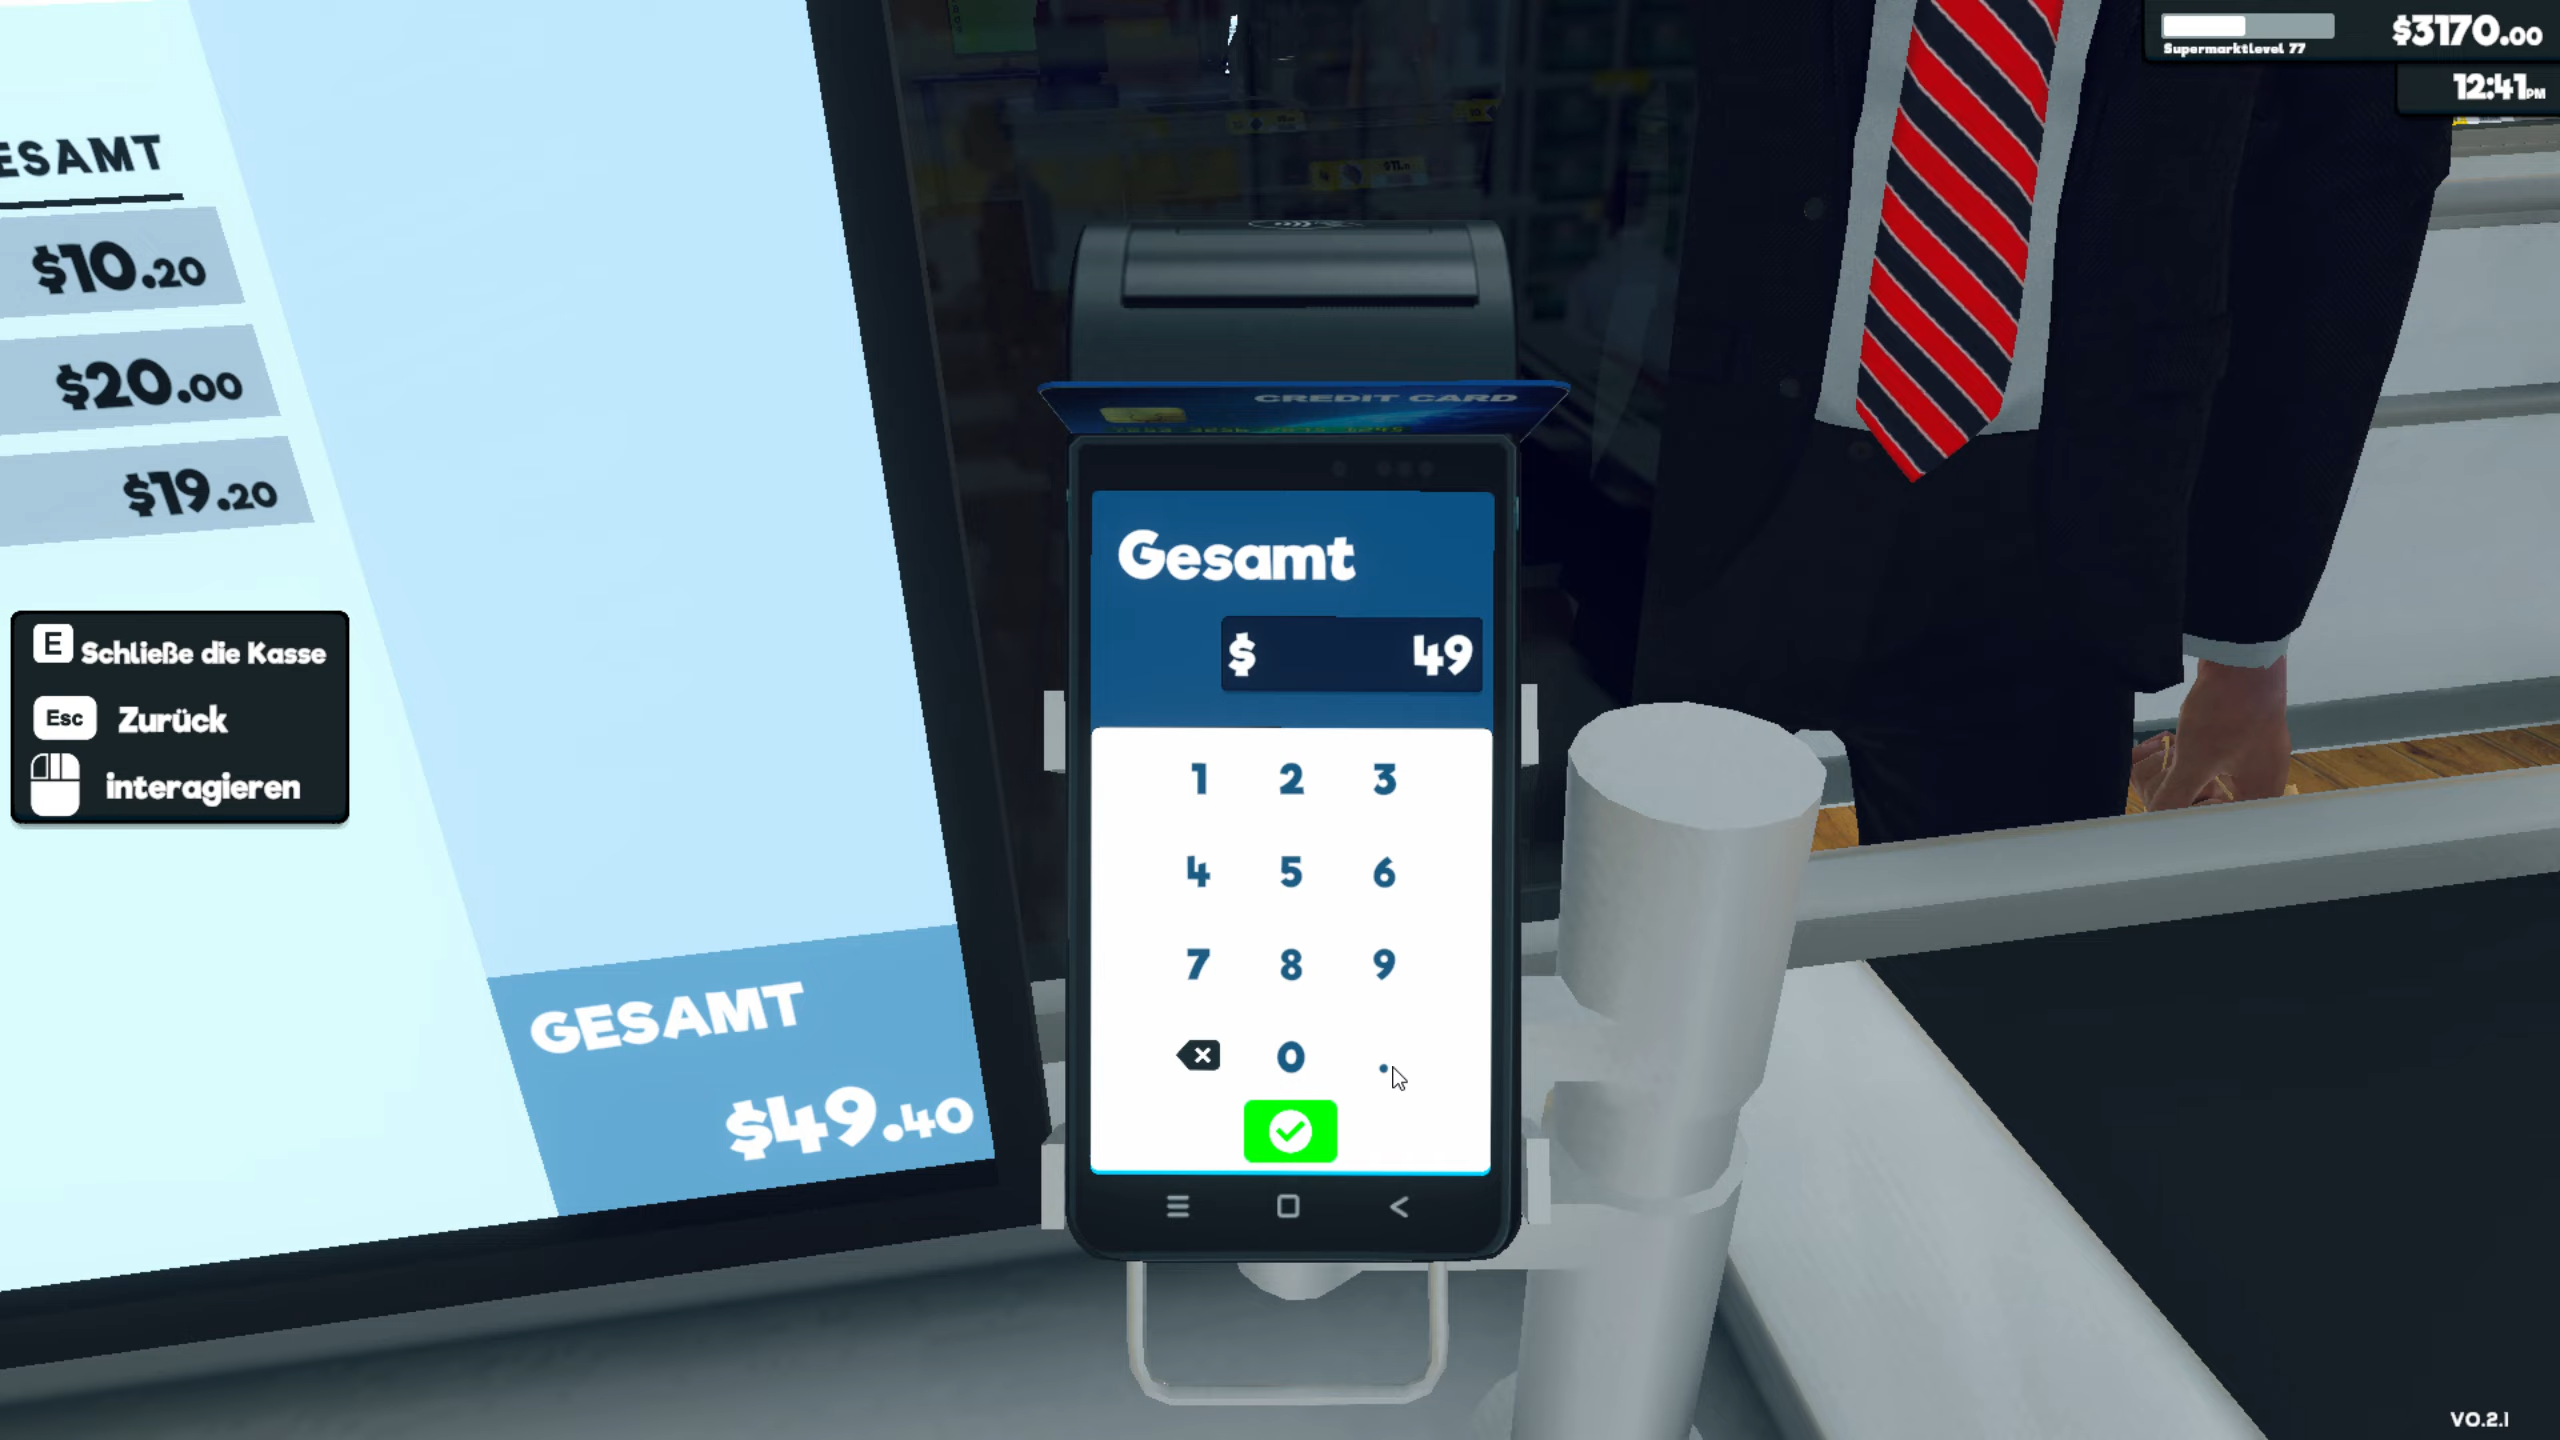 ESAMT
$10.20
$20.00
$19.20
GESAMT
$49.40
E Schließe die Kasse
Esc Zurück
interagieren
CREDIT CARD
Gesamt
$ 49
1 2 3
4 5 6
7 8 9
0 .
$3170.00
Supermarktlevel 77
12:41PM
V0.2.1